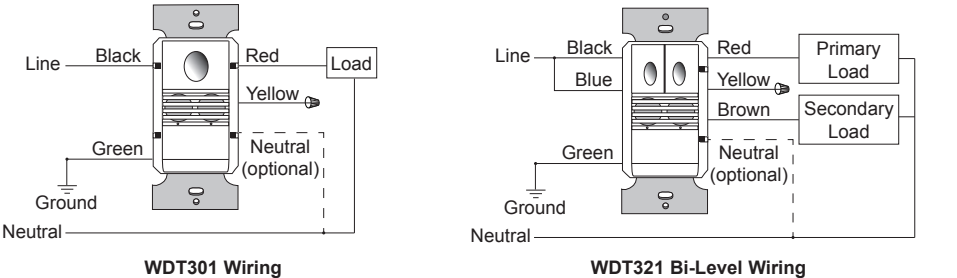 Line
Black
Red
Load
Yellow
Green
Neutral
(optional)
Ground
Neutral
WDT301 Wiring
Line
Black
Red
Primary
Load
Blue
Yellow
Brown
Secondary
Load
Green
Neutral
(optional)
Ground
Neutral
WDT321 Bi-Level Wiring